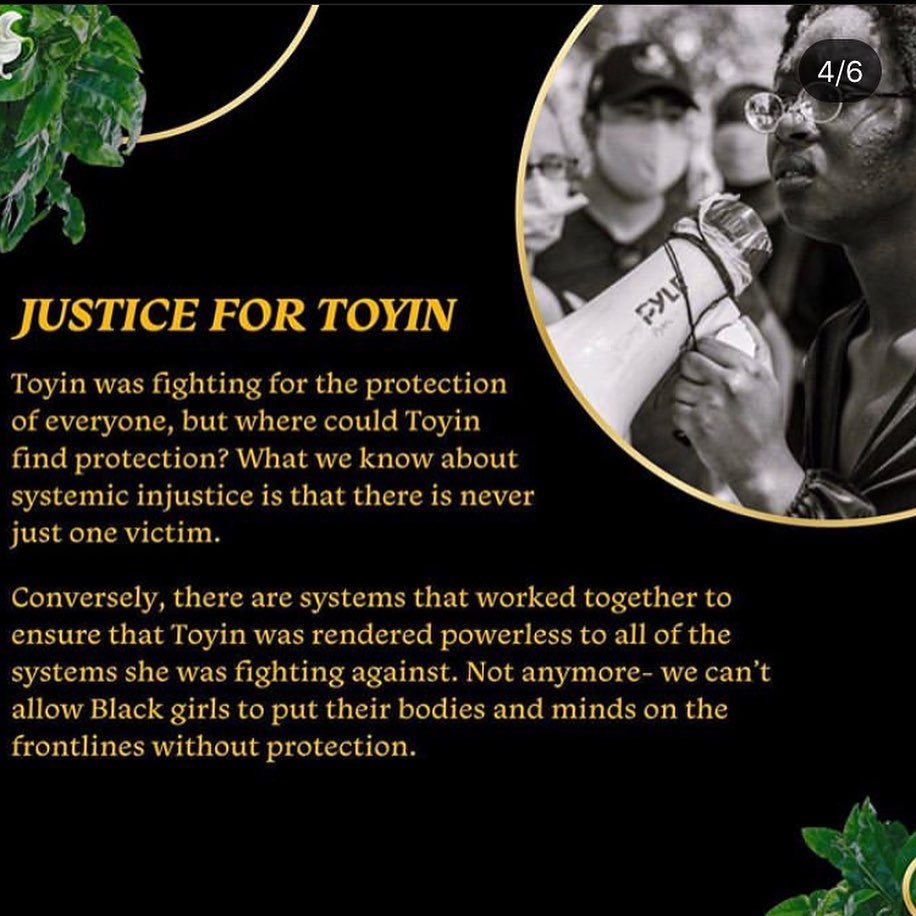 4/6
PYLE
JUSTICE FOR TOYIN
Toyin was fighting for the protection
of everyone, but where could Toyin
find protection? What we know about
systemic injustice is that there is never
just one victim.
Conversely, there are systems that worked together to
ensure that Toyin was rendered powerless to all of the
systems she was fighting against. Not anymore- we can’t
allow Black girls to put their bodies and minds on the
frontlines without protection.